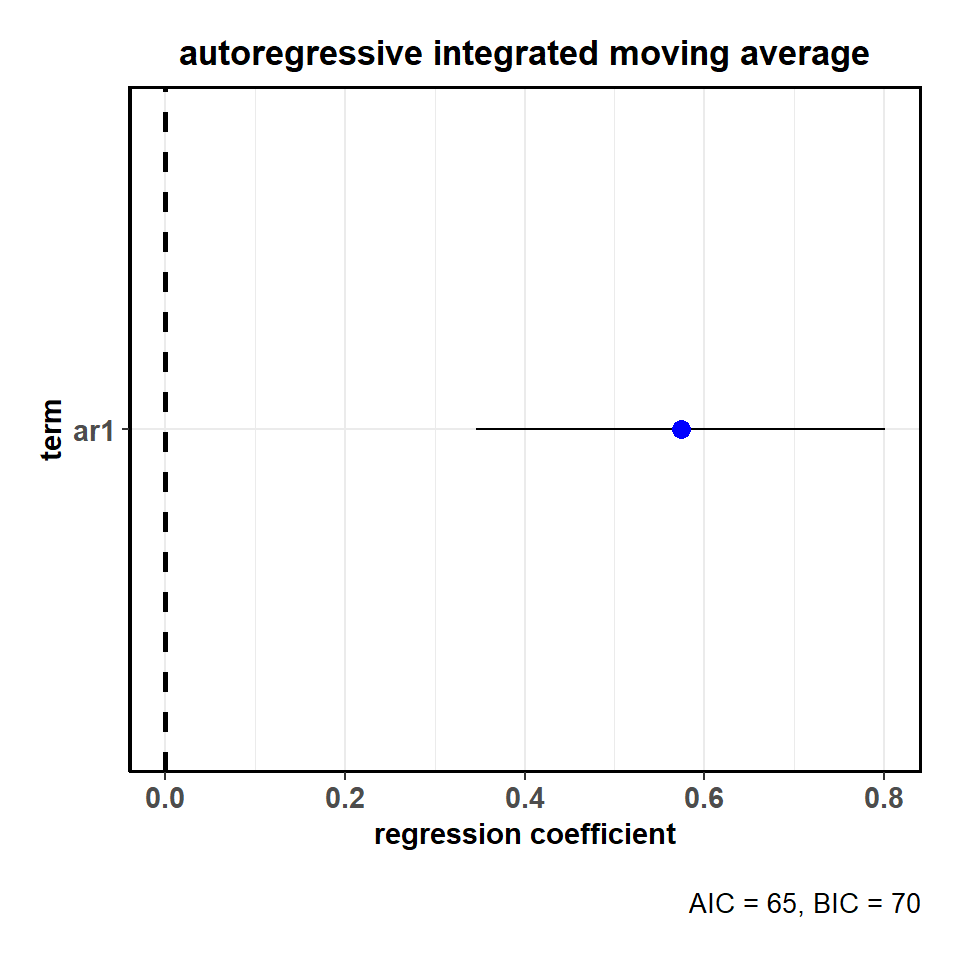 autoregressive integrated moving average
term
ar1
0.0 0.2 0.4 0.6 0.8
regression coefficient
AIC = 65, BIC = 70